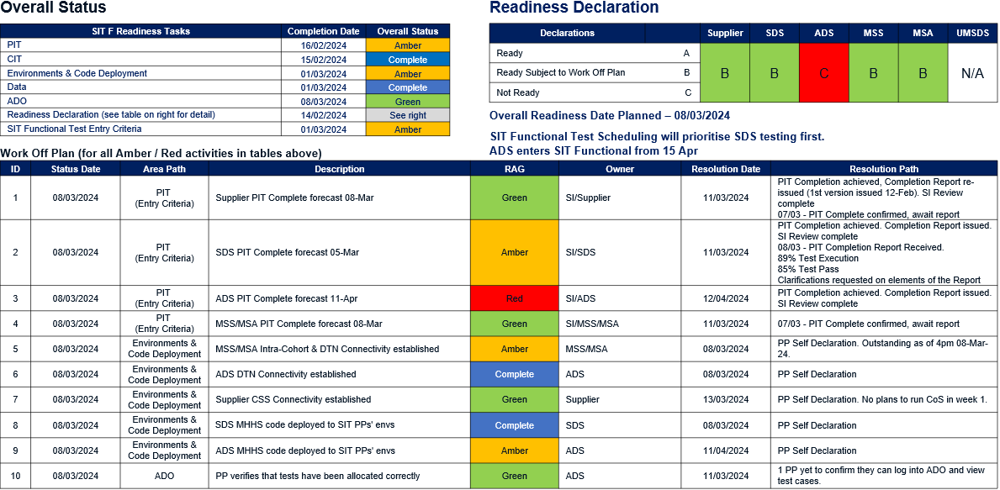 Overall Status
SIT F Readiness Tasks Completion Date Overall Status
PIT 16/02/2024 Amber
CIT 15/02/2024 Complete
Environments & Code Deployment 01/03/2024 Amber
Data 01/03/2024 Complete
ADO 08/03/2024 Green
Readiness Declaration (see table on right for detail) 14/02/2024 See right
SIT Functional Test Entry Criteria 01/03/2024 Amber
Readiness Declaration
Declarations Supplier SDS ADS MSS MSA UMSDS
Ready A
Ready Subject to Work Off Plan B
Not Ready C
B B C B B N/A
Overall Readiness Date Planned – 08/03/2024
SIT Functional Test Scheduling will prioritise SDS testing first.
ADS enters SIT Functional from 15 Apr
Work Off Plan (for all Amber / Red activities in tables above)
ID Status Date Area Path Description RAG Owner Resolution Date Resolution Path
1 08/03/2024 PIT
(Entry Criteria) Supplier PIT Complete forecast 08-Mar Green SI/Supplier 11/03/2024 PIT Completion achieved, Completion Report re-
issued (1st version issued 12-Feb). SI Review
complete
07/03 - PIT Complete confirmed, await report
2 08/03/2024 PIT
(Entry Criteria) SDS PIT Complete forecast 05-Mar Amber SI/SDS 11/03/2024 PIT Completion achieved. Completion Report issued.
SI Review complete
08/03 - PIT Completion Report Received.
89% Test Execution
85% Test Pass
Clarifications requested on elements of the Report
3 08/03/2024 PIT
(Entry Criteria) ADS PIT Complete forecast 11-Apr Red SI/ADS 12/04/2024 PIT Completion achieved. Completion Report issued.
SI Review complete
4 08/03/2024 PIT
(Entry Criteria) MSS/MSA PIT Complete forecast 08-Mar Green SI/MSS/MSA 11/03/2024 07/03 - PIT Complete confirmed, await report
5 08/03/2024 Environments &
Code Deployment MSS/MSA Intra-Cohort & DTN Connectivity established Amber MSS/MSA 08/03/2024 PP Self Declaration. Outstanding as of 4pm 08-Mar-
24.
6 08/03/2024 Environments &
Code Deployment ADS DTN Connectivity established Complete ADS 08/03/2024 PP Self Declaration
7 08/03/2024 Environments &
Code Deployment Supplier CSS Connectivity established Green Supplier 13/03/2024 PP Self Declaration. No plans to run CoS in week 1.
8 08/03/2024 Environments &
Code Deployment SDS MHHS code deployed to SIT PPs' envs Complete SDS 08/03/2024 PP Self Declaration
9 08/03/2024 Environments &
Code Deployment ADS MHHS code deployed to SIT PPs' envs Amber ADS 11/04/2024 PP Self Declaration
10 08/03/2024 ADO PP verifies that tests have been allocated correctly Green ADS 11/03/2024 1 PP yet to confirm they can log into ADO and view
test cases.